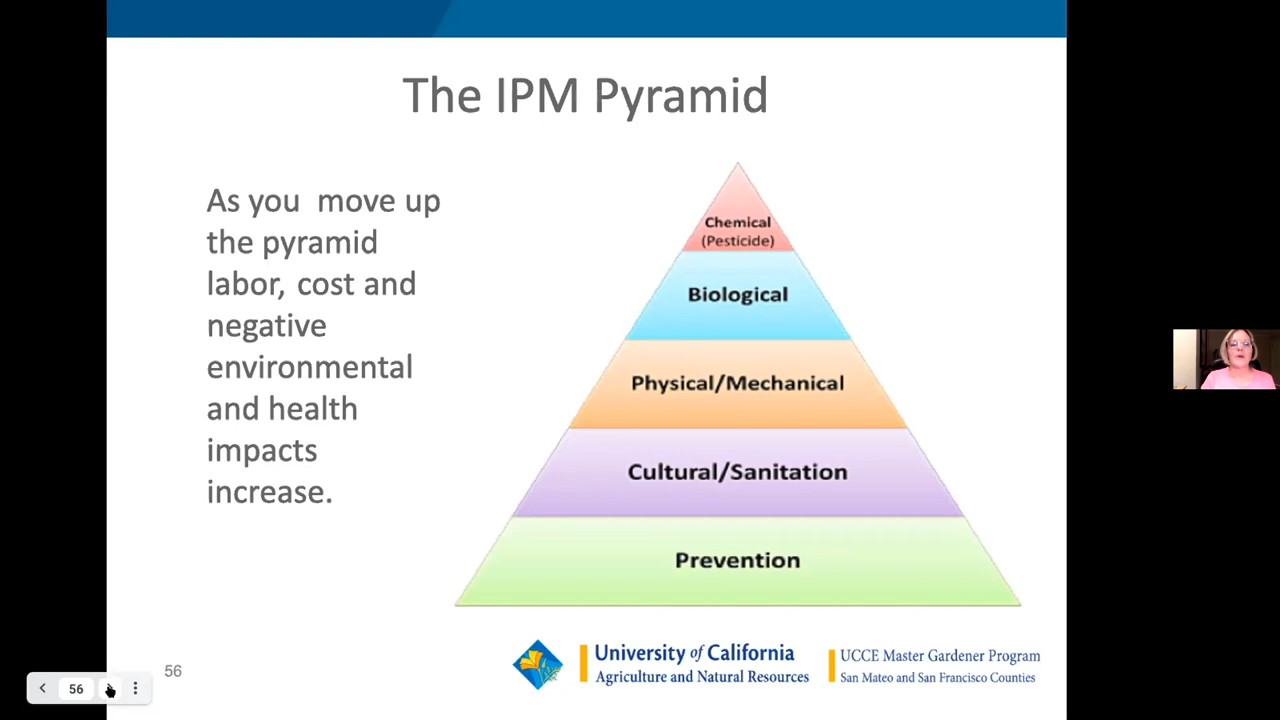 The IPM Pyramid
As you move up
the pyramid
labor, cost and
negative
environmental
and health
impacts
increase.
Chemical
(Pesticide)
Biological
Physical/Mechanical
Cultural/Sanitation
Prevention
University of California
Agriculture and Natural Resources
UCCE Master Gardener Program
San Mateo and San Francisco Counties
56
56